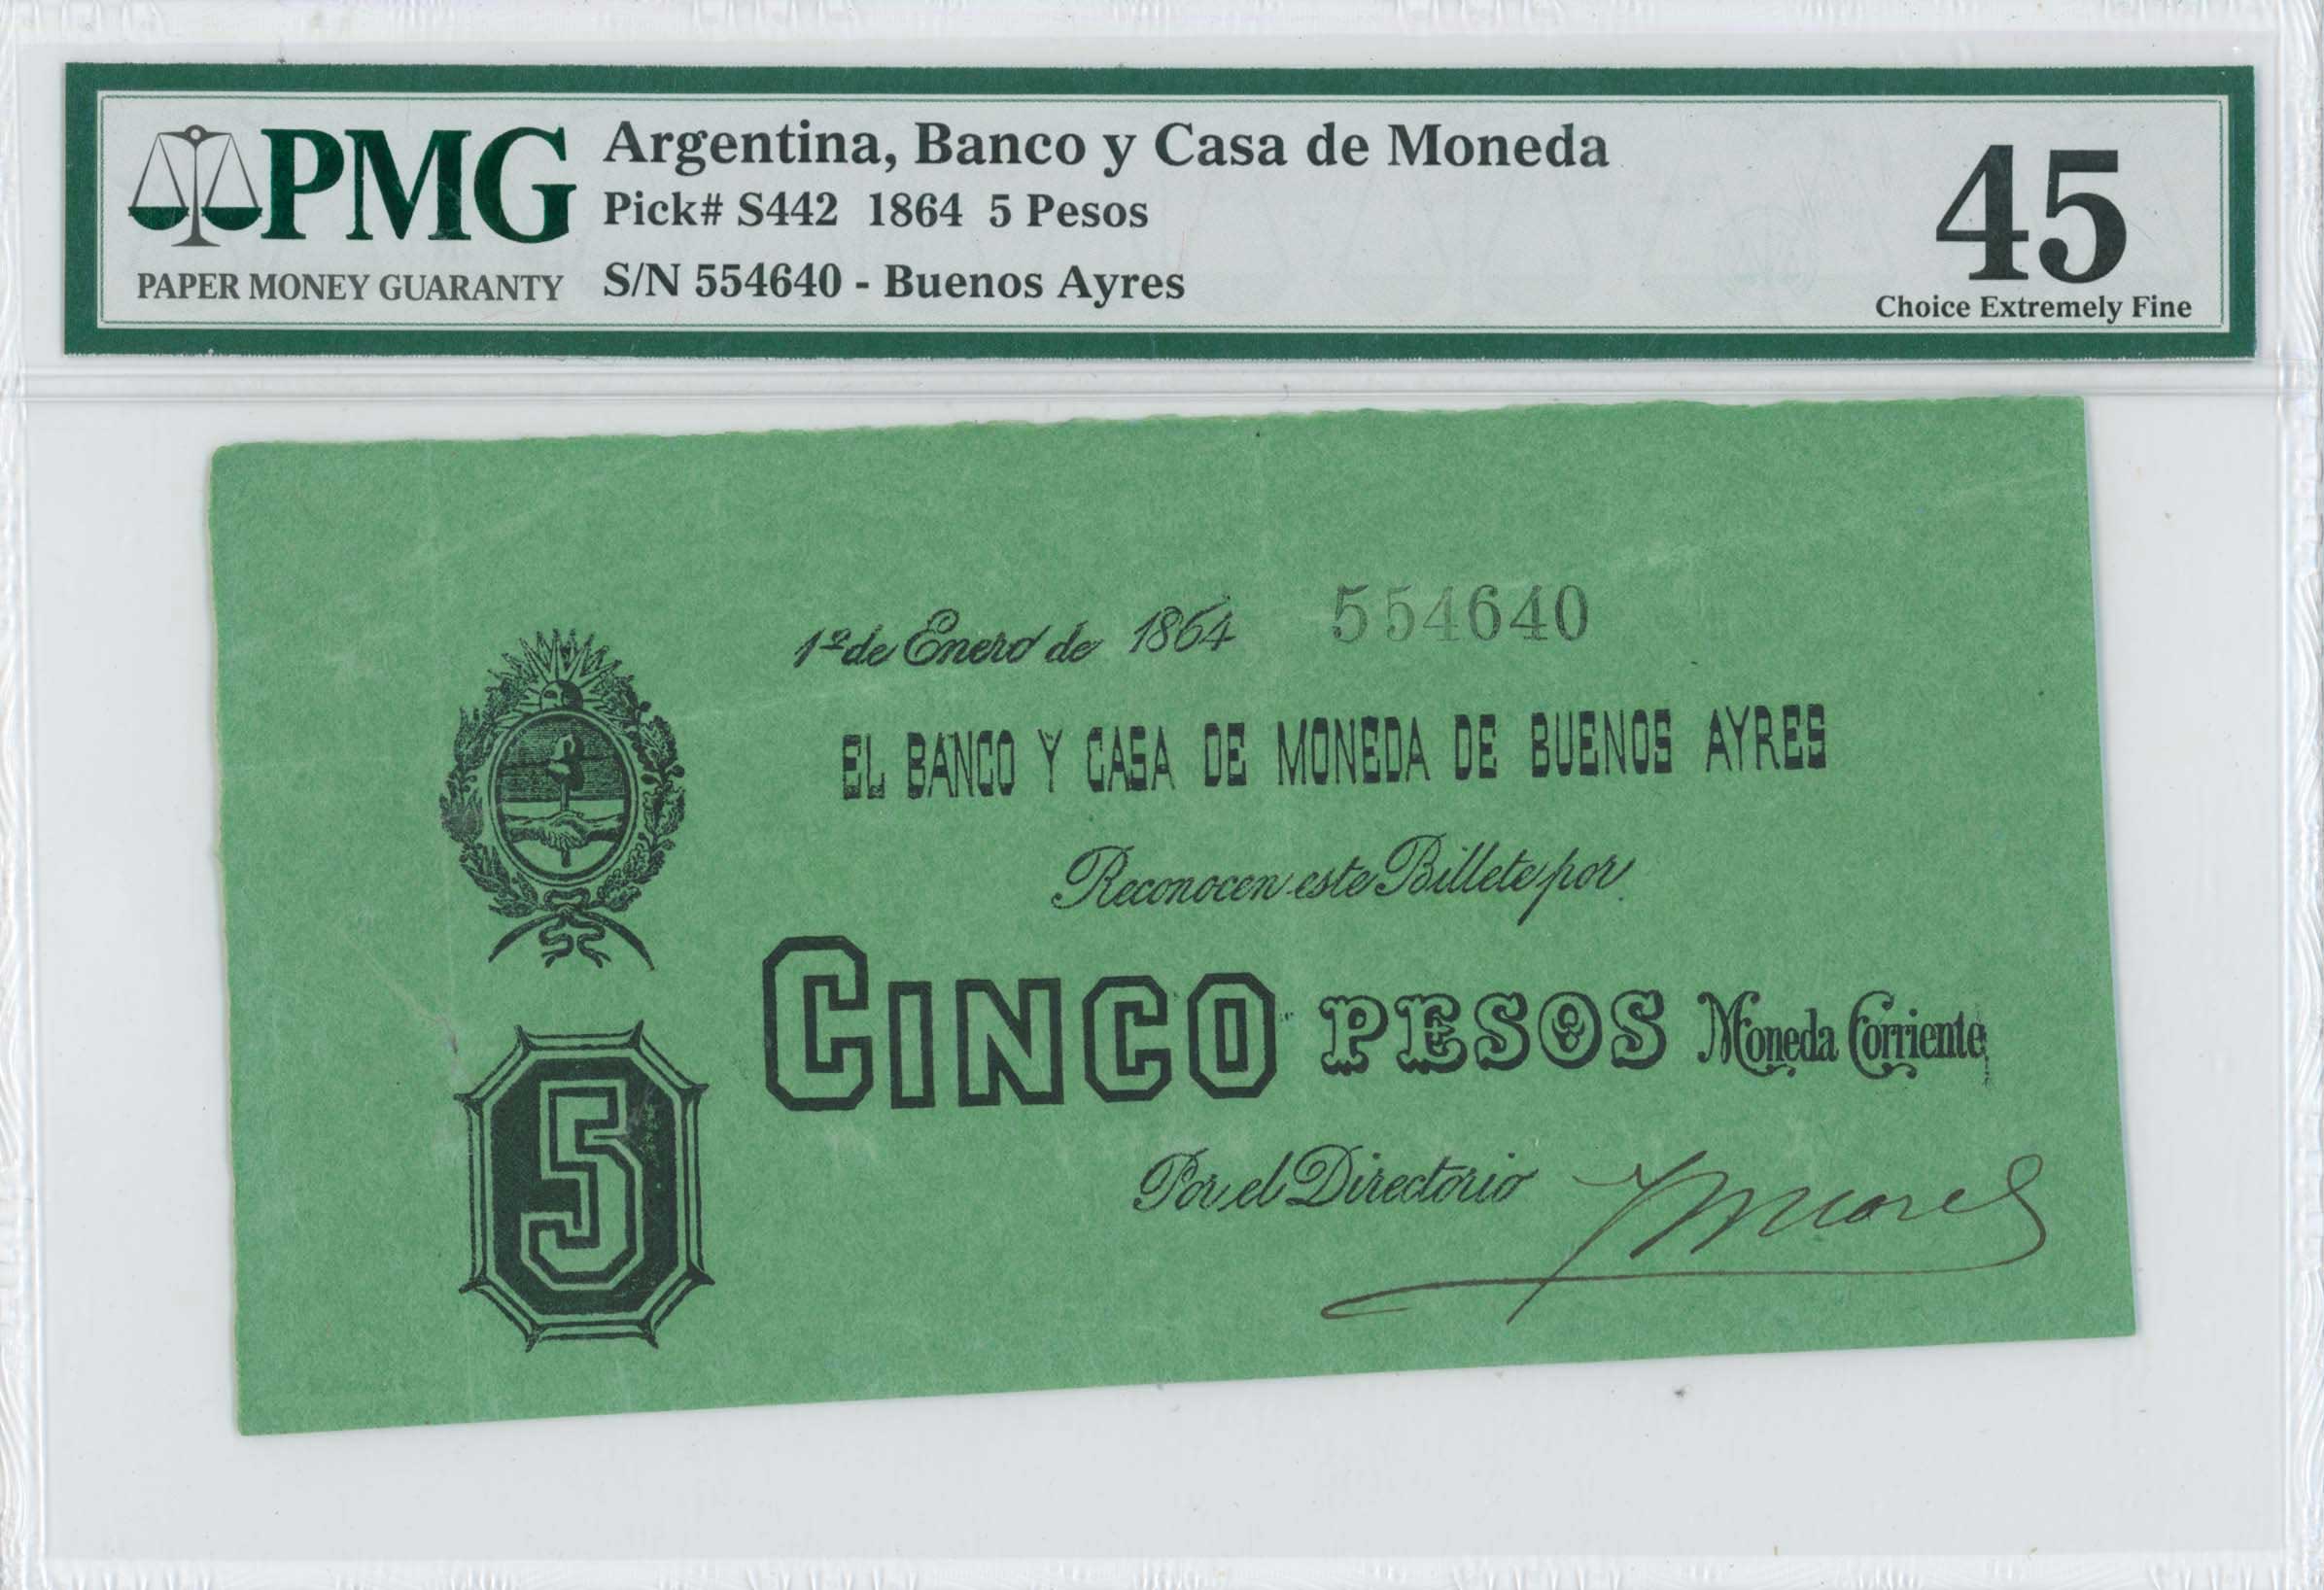 PMG
PAPER MONEY GUARANTY
Argentina, Banco y Casa de Moneda
Pick# S442 1864 5 Pesos
S/N 554640 - Buenos Ayres
45
Choice Extremely Fine
1º de Enero de 1864 554640
EL BANCO Y CASA DE MONEDA DE BUENOS AYRES
Reconocen este Billete por
CINCO PESOS Moneda Corriente
5
Por el Directorio